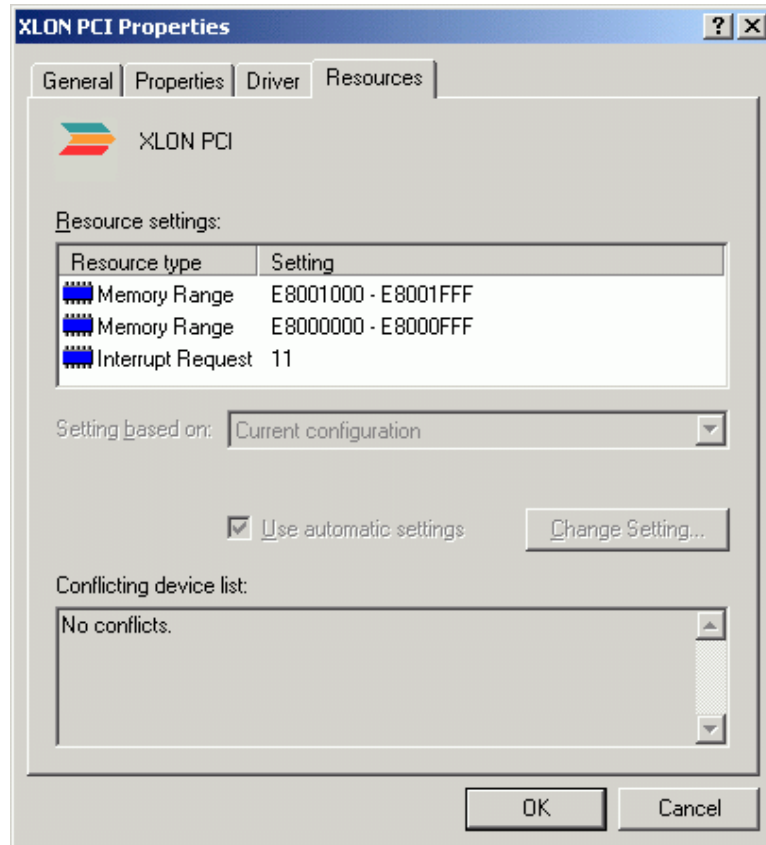 XLON PCI Properties
General Properties Driver Resources
XLON PCI
Resource settings:
Resource type Setting
Memory Range E8001000 - E8001FFF
Memory Range E8000000 - E8000FFF
Interrupt Request 11
Setting based on: Current configuration
Use automatic settings Change Setting...
Conflicting device list:
No conflicts.
OK Cancel